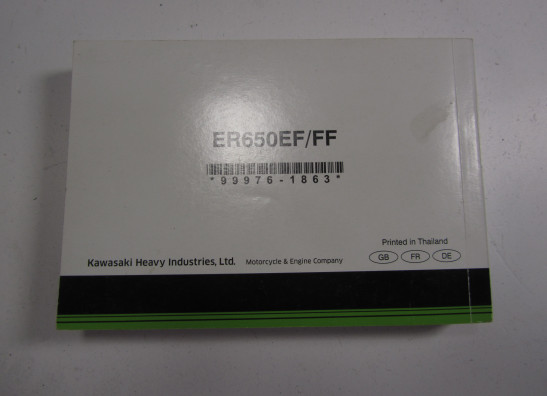 ER650EF/FF
*99976-1863*
Printed in Thailand
GB FR DE
Kawasaki Heavy Industries, Ltd. Motorcycle & Engine Company